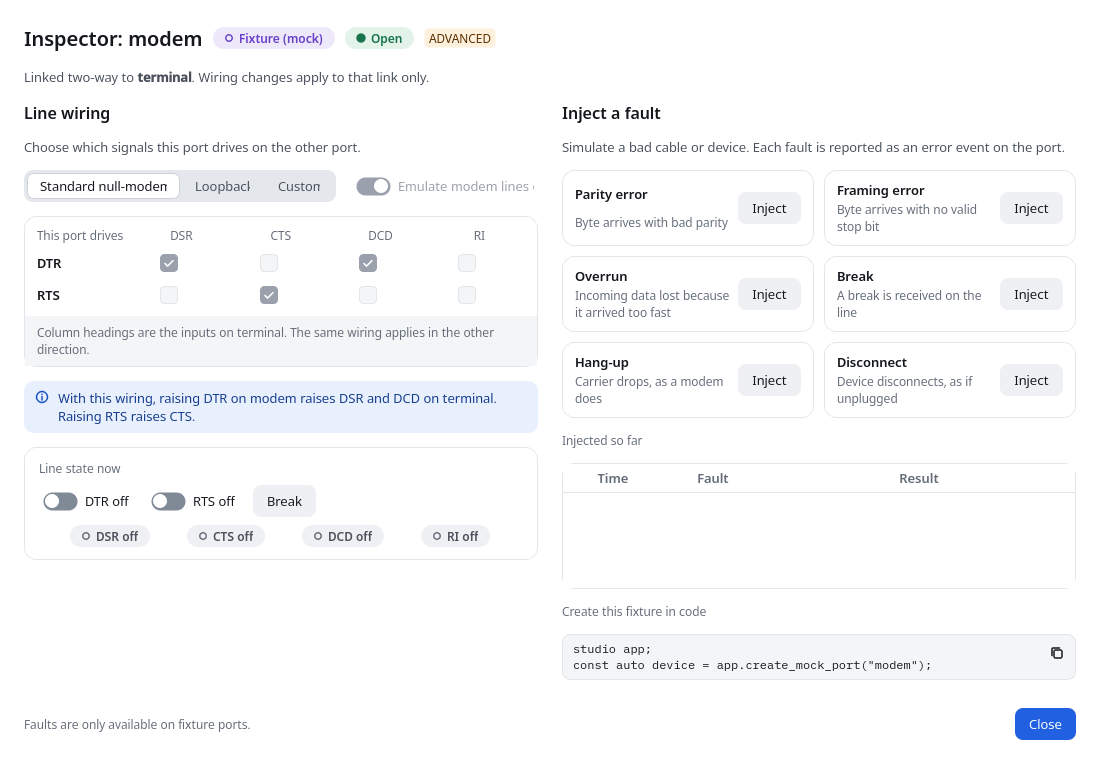 Inspector: modem
Fixture (mock)
Open
ADVANCED
Linked two-way to terminal. Wiring changes apply to that link only.
Line wiring
Choose which signals this port drives on the other port.
Standard null-modem
Loopback
Custom
Emulate modem lines
This port drives DSR CTS DCD RI
DTR
RTS
Column headings are the inputs on terminal. The same wiring applies in the other
direction.
With this wiring, raising DTR on modem raises DSR and DCD on terminal.
Raising RTS raises CTS.
Line state now
DTR off
RTS off
Break
DSR off
CTS off
DCD off
RI off
Inject a fault
Simulate a bad cable or device. Each fault is reported as an error event on the port.
Parity error
Byte arrives with bad parity
Inject
Framing error
Byte arrives with no valid
stop bit
Inject
Overrun
Incoming data lost because
it arrived too fast
Inject
Break
A break is received on the
line
Inject
Hang-up
Carrier drops, as a modem
does
Inject
Disconnect
Device disconnects, as if
unplugged
Inject
Injected so far
Time Fault Result
Create this fixture in code
studio app;
const auto device = app.create_mock_port("modem");
Faults are only available on fixture ports.
Close